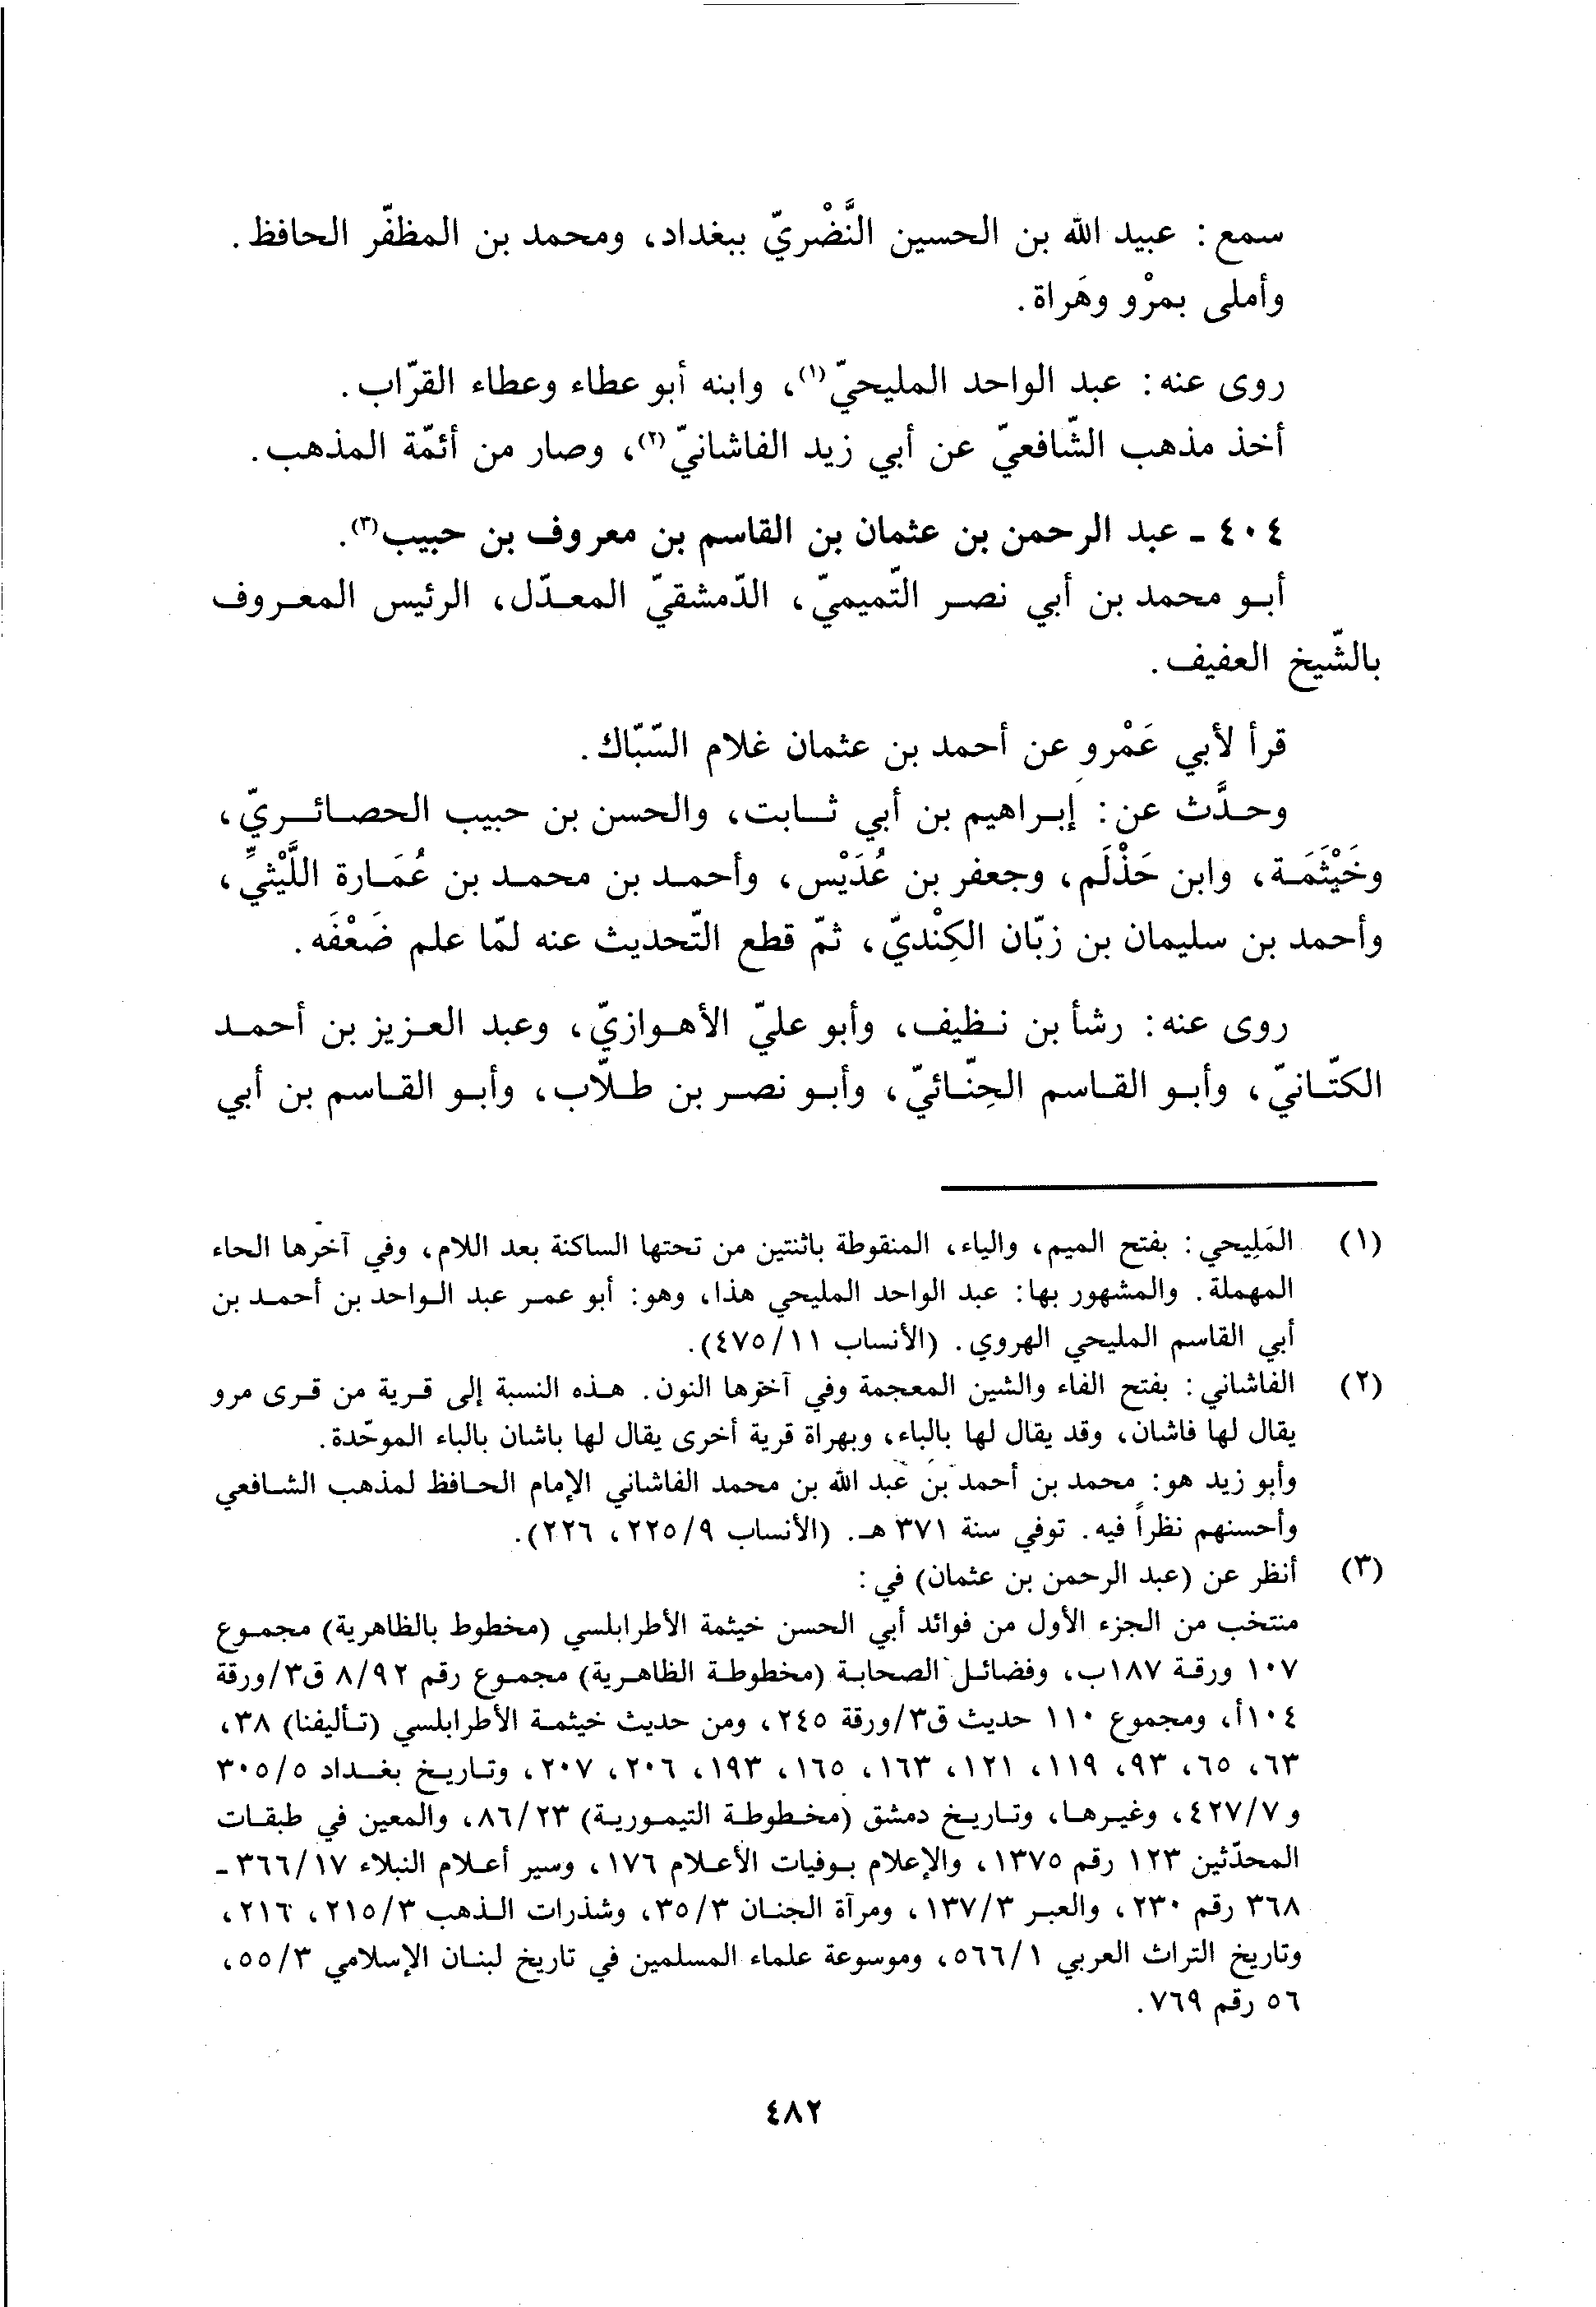 سمع: عبيد الله بن الحسين النَّضْريّ ببغداد، ومحمد بن المظفّر الحافظ.
وأملى بمرْو وهَراة.
روى عنه: عبد الواحد المليحيّ(١)، وابنه أبو عطاء وعطاء القرّاب.
أخذ مذهب الشّافعيّ عن أبي زيد الفاشانيّ(٢)، وصار من أئمّة المذهب.
٤٠٤ ـ عبد الرحمن بن عثمان بن القاسم بن معروف بن حبيب(٣).
أبو محمد بن أبي نصر التّميميّ، الدّمشقيّ المعدّل، الرئيس المعروف
بالشّيخ العفيف.
قرأ لأبي عَمْرو عن أحمد بن عثمان غلام السّبّاك.
وحدَّث عن: إبراهيم بن أبي ثابت، والحسن بن حبيب الحصائريّ،
وخَيْثَمَة، وابن حَذْلَم، وجعفر بن عُدَيْس، وأحمد بن محمد بن عُمَارة اللَّيْثيِّ،
وأحمد بن سليمان بن زبّان الكِنْديّ، ثمّ قطع التّحديث عنه لمّا علم ضَعْفَه.
روى عنه: رشأ بن نظيف، وأبو عليّ الأهوازيّ، وعبد العزيز بن أحمد
الكتّانيّ، وأبو القاسم الحِنّائيّ، وأبو نصر بن طلّاب، وأبو القاسم بن أبي
(١) المَلِيحي: بفتح الميم، والياء، المنقوطة باثنتين من تحتها الساكنة بعد اللام، وفي آخرها الحاء
المهملة. والمشهور بها: عبد الواحد المليحي هذا، وهو: أبو عمر عبد الواحد بن أحمد بن
أبي القاسم المليحي الهروي. (الأنساب ٤٧٥/١١).
(٢) الفاشاني: بفتح الفاء والشين المعجمة وفي آخرها النون. هذه النسبة إلى قرية من قرى مرو
يقال لها فاشان، وقد يقال لها بالباء، وبهراة قرية أخرى يقال لها باشان بالباء الموحّدة.
وأبو زيد هو: محمد بن أحمد بن عبد الله بن محمد الفاشاني الإمام الحافظ لمذهب الشافعي
وأحسنهم نظراً فيه. توفي سنة ٣٧١ هـ. (الأنساب ٢٢٥/٩، ٢٢٦).
(٣) أنظر عن (عبد الرحمن بن عثمان) في:
منتخب من الجزء الأول من فوائد أبي الحسن خيثمة الأطرابلسي (مخطوط بالظاهرية) مجموع
١٠٧ ورقة ١٨٧ب، وفضائل الصحابة (مخطوطة الظاهرية) مجموع رقم ٨/٩٢ ق٣/ورقة
١٠٤أ، ومجموع ١١٠ حديث ق٣/ورقة ٢٤٥، ومن حديث خيثمة الأطرابلسي (تأليفنا) ٣٨،
٦٣، ٦٥، ٩٣، ١١٩، ١٢١، ١٦٣، ١٦٥، ١٩٣، ٢٠٦، ٢٠٧، وتاريخ بغداد ٣٠٥/٥
و ٤٢٧/٧، وغيرها، وتاريخ دمشق (مخطوطة التيمورية) ٨٦/٢٣، والمعين في طبقات
المحدّثين ١٢٣ رقم ١٣٧٥، والإعلام بوفيات الأعلام ١٧٦، وسير أعلام النبلاء ٣٦٦/١٧ ـ
٣٦٨ رقم ٢٣٠، والعبر ١٣٧/٣، ومرآة الجنان ٣٥/٣، وشذرات الذهب ٢١٥/٣، ٢١٦،
وتاريخ التراث العربي ٥٦٦/١، وموسوعة علماء المسلمين في تاريخ لبنان الإسلامي ٥٥/٣،
٥٦ رقم ٧٦٩.
٤٨٢